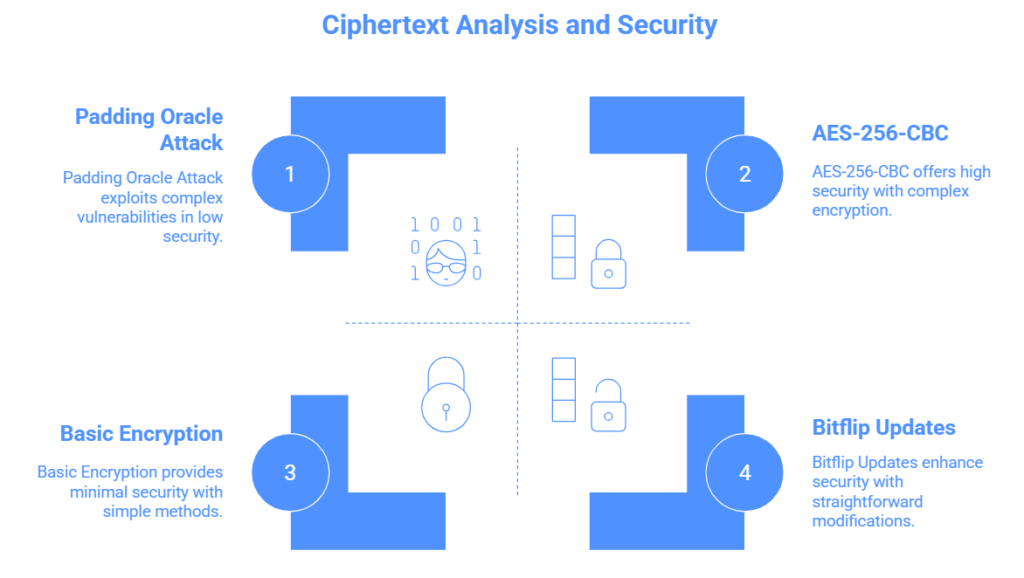 Ciphertext Analysis and Security
Padding Oracle
Attack
Padding Oracle Attack
exploits complex
vulnerabilities in low
security.
1
2
AES-256-CBC
AES-256-CBC offers high
security with complex
encryption.
1 0 0 1
0 1
1 0
Basic Encryption
Basic Encryption provides
minimal security with
simple methods.
3
4
Bitflip Updates
Bitflip Updates enhance
security with
straightforward
modifications.